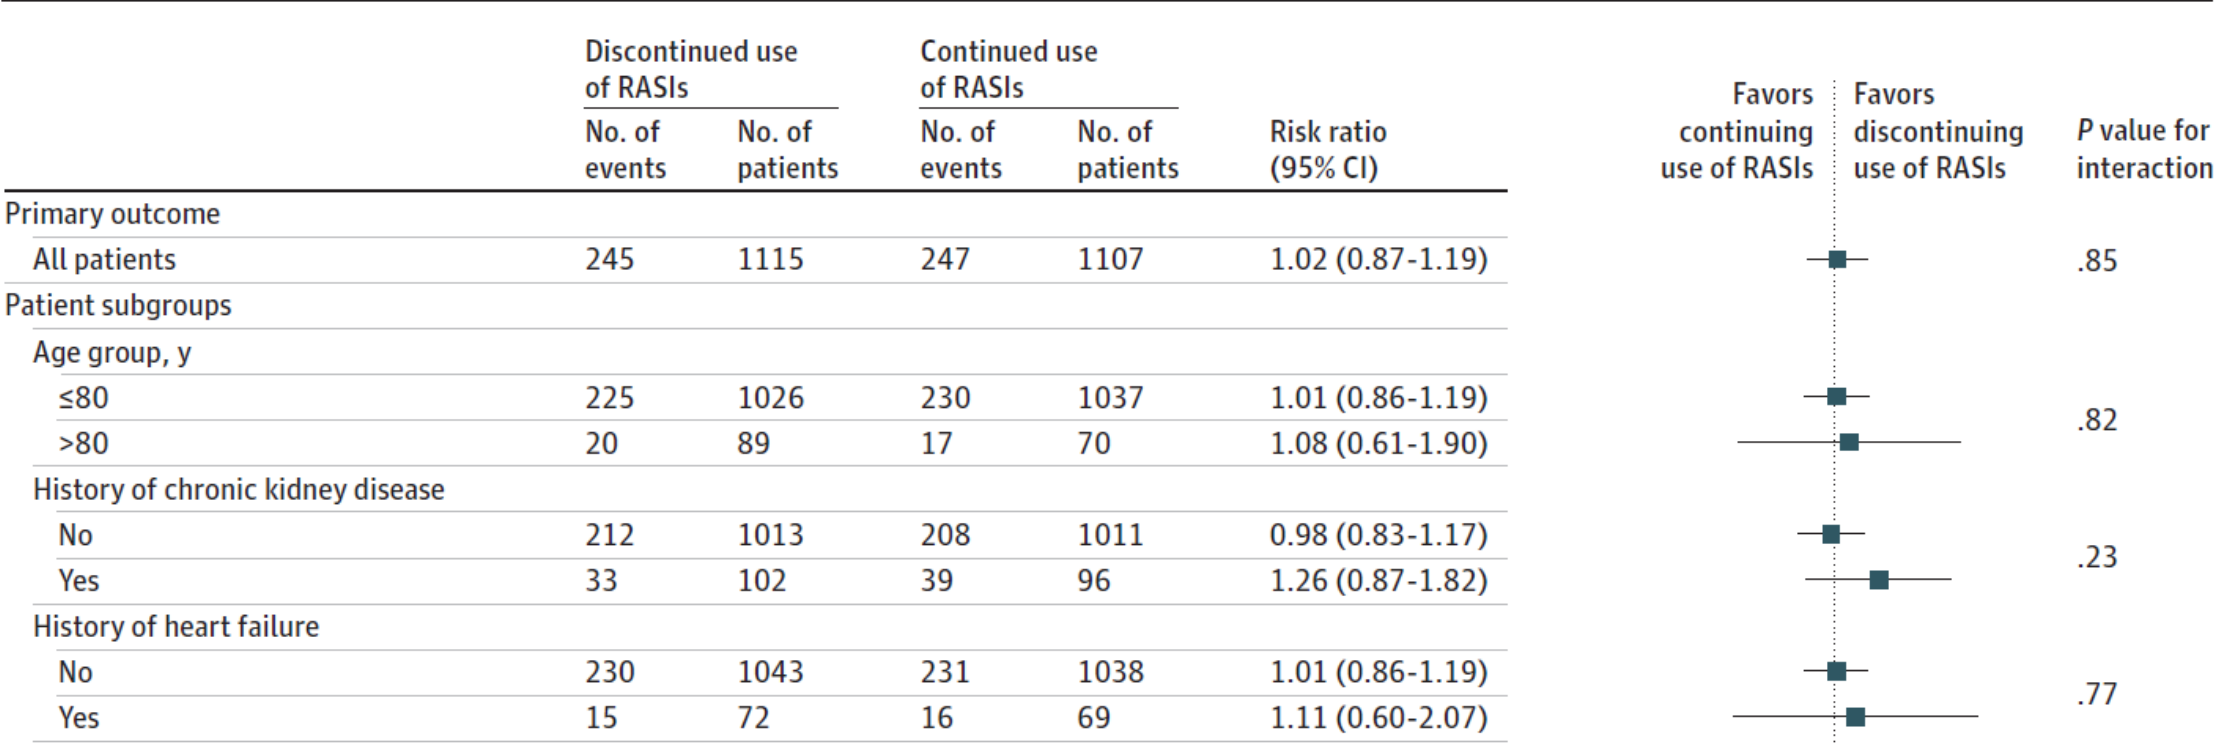 Discontinued use of RASIs
Continued use of RASIs
Favors continuing use of RASIs
Favors discontinuing use of RASIs
No. of events No. of patients No. of events No. of patients Risk ratio (95% CI) P value for interaction
Primary outcome
All patients 245 1115 247 1107 1.02 (0.87-1.19) .85
Patient subgroups
Age group, y
≤80 225 1026 230 1037 1.01 (0.86-1.19)
.82
>80 20 89 17 70 1.08 (0.61-1.90)
History of chronic kidney disease
No 212 1013 208 1011 0.98 (0.83-1.17)
.23
Yes 33 102 39 96 1.26 (0.87-1.82)
History of heart failure
No 230 1043 231 1038 1.01 (0.86-1.19)
.77
Yes 15 72 16 69 1.11 (0.60-2.07)